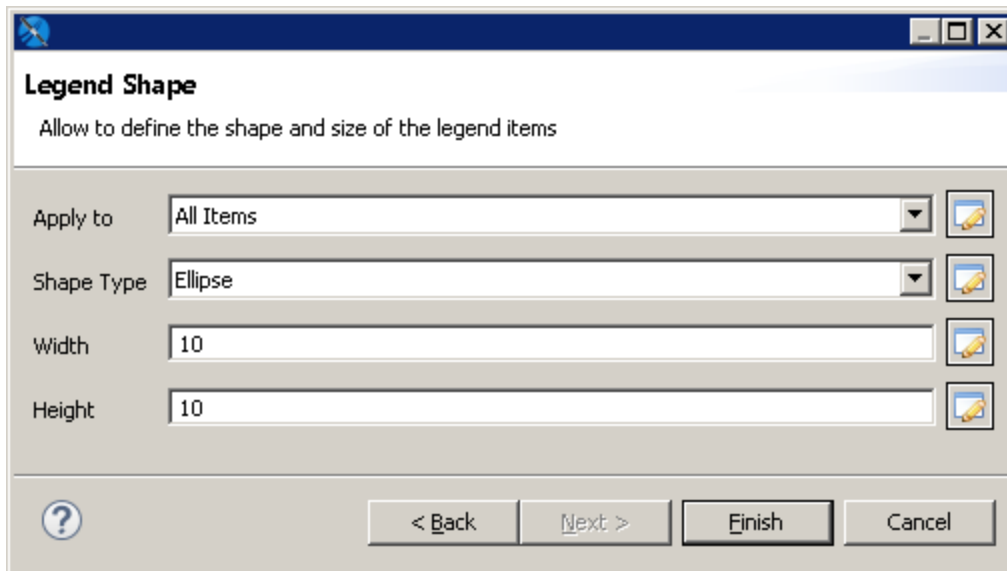 Legend Shape
Allow to define the shape and size of the legend items
Apply to All Items
Shape Type Ellipse
Width 10
Height 10
? < Back Next > Finish Cancel